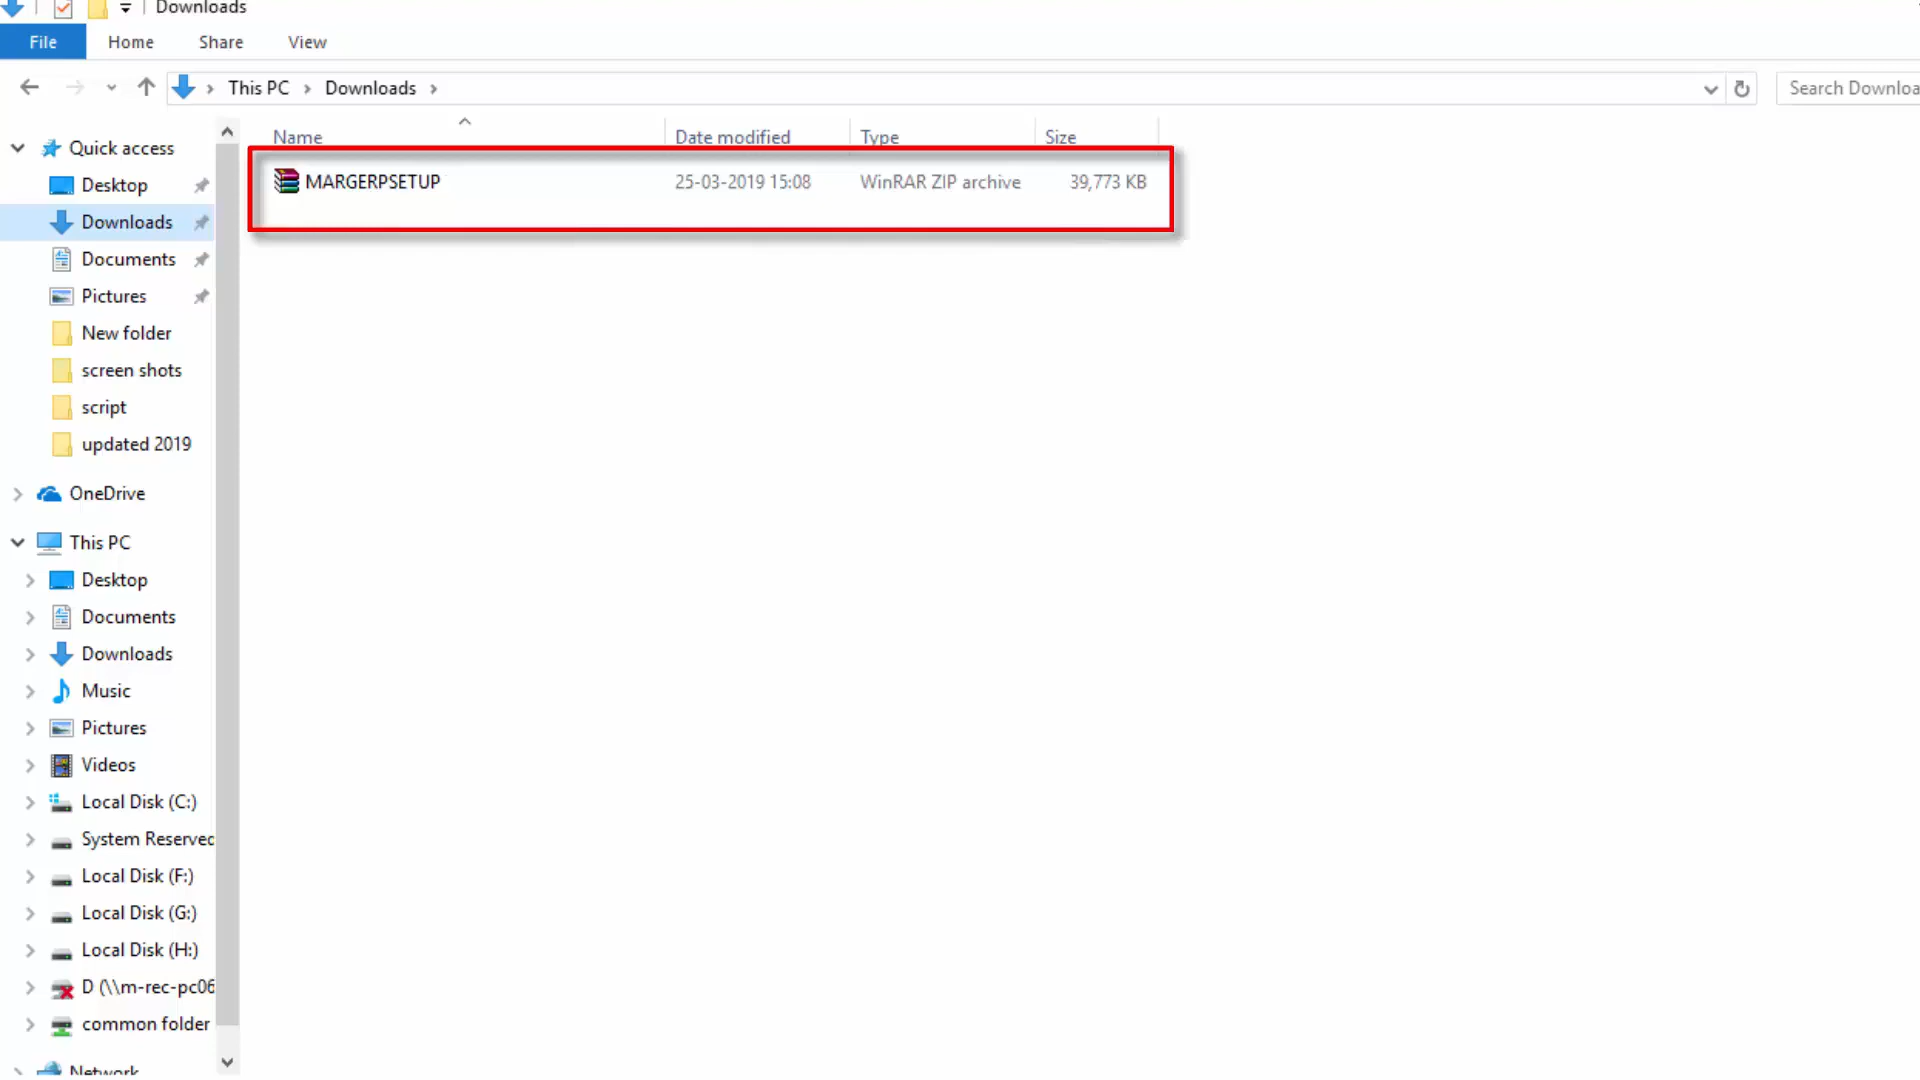 Downloads
File Home Share View
This PC Downloads
Search Downloa
Name Date modified Type Size
MARGERPSETUP 25-03-2019 15:08 WinRAR ZIP archive 39,773 KB
Quick access
Desktop
Downloads
Documents
Pictures
New folder
screen shots
script
updated 2019
OneDrive
This PC
Desktop
Documents
Downloads
Music
Pictures
Videos
Local Disk (C:)
System Reserved
Local Disk (F:)
Local Disk (G:)
Local Disk (H:)
D (\\m-rec-pc06
common folder
Network